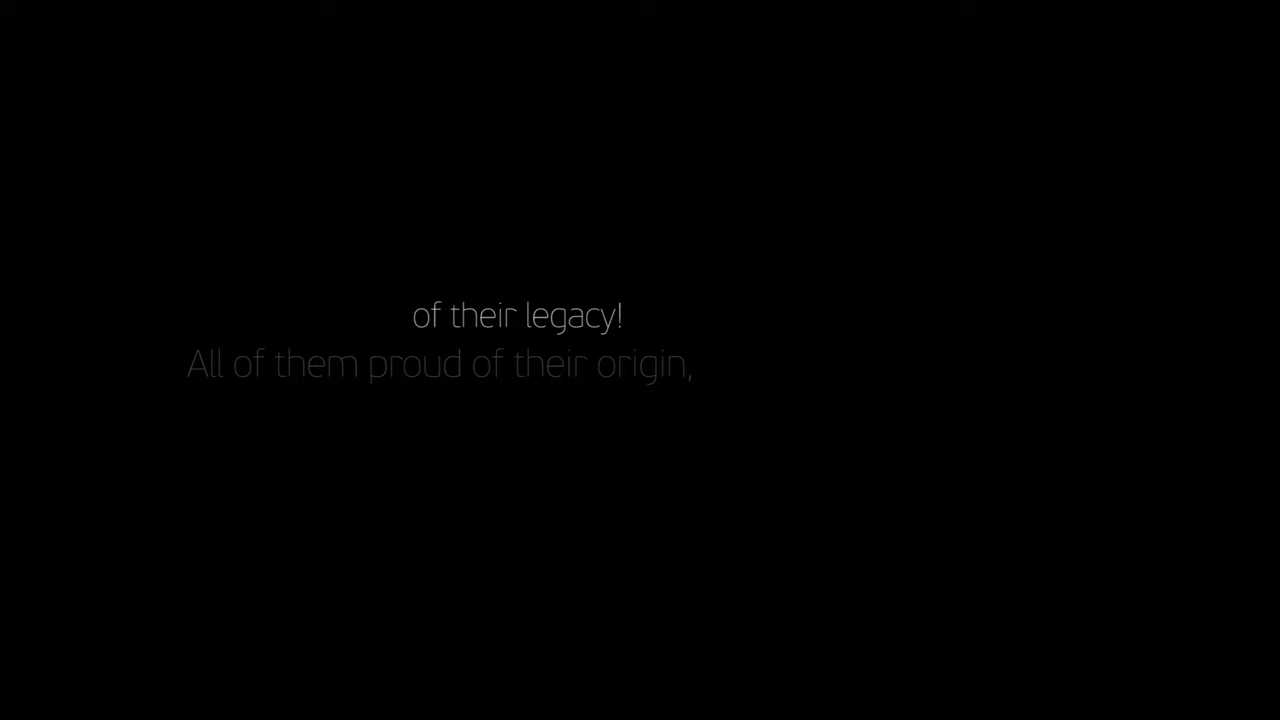 of their legacy!
All of them proud of their origin,